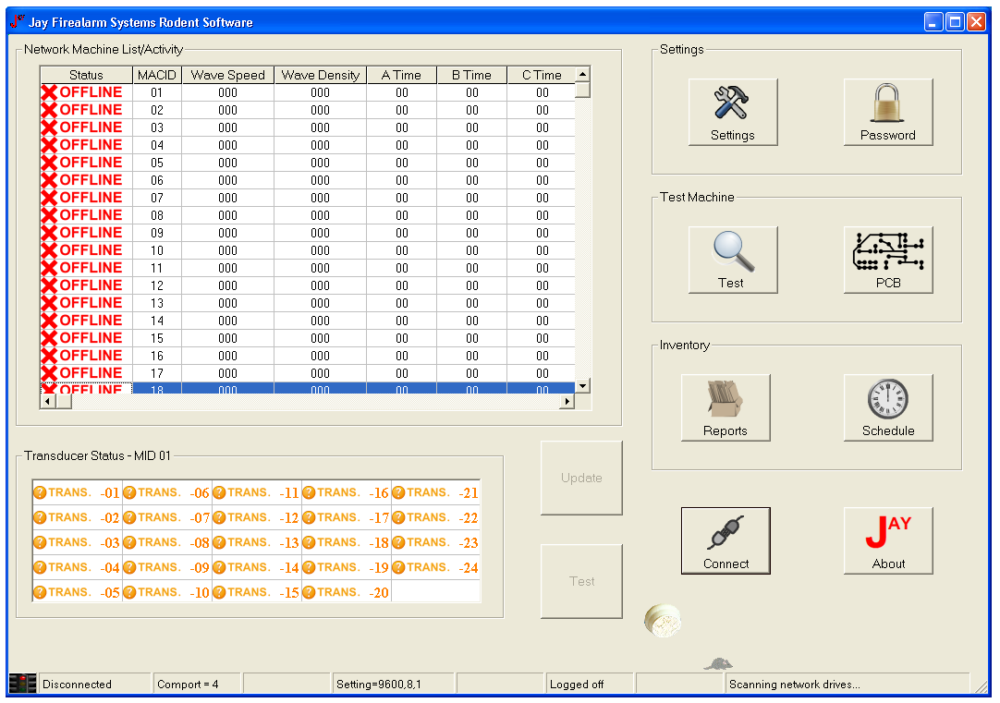 Jay Jay Firealarm Systems Rodent Software
Network Machine List/Activity
Status MACID Wave Speed Wave Density A Time B Time C Time
OFFLINE 01 000 000 00 00 00
OFFLINE 02 000 000 00 00 00
OFFLINE 03 000 000 00 00 00
OFFLINE 04 000 000 00 00 00
OFFLINE 05 000 000 00 00 00
OFFLINE 06 000 000 00 00 00
OFFLINE 07 000 000 00 00 00
OFFLINE 08 000 000 00 00 00
OFFLINE 09 000 000 00 00 00
OFFLINE 10 000 000 00 00 00
OFFLINE 11 000 000 00 00 00
OFFLINE 12 000 000 00 00 00
OFFLINE 13 000 000 00 00 00
OFFLINE 14 000 000 00 00 00
OFFLINE 15 000 000 00 00 00
OFFLINE 16 000 000 00 00 00
OFFLINE 17 000 000 00 00 00
OFFLINE 18 000 000 00 00 00
Transducer Status - MID 01
TRANS. -01 TRANS. -06 TRANS. -11 TRANS. -16 TRANS. -21
TRANS. -02 TRANS. -07 TRANS. -12 TRANS. -17 TRANS. -22
TRANS. -03 TRANS. -08 TRANS. -13 TRANS. -18 TRANS. -23
TRANS. -04 TRANS. -09 TRANS. -14 TRANS. -19 TRANS. -24
TRANS. -05 TRANS. -10 TRANS. -15 TRANS. -20
Update
Test
Settings
Settings Password
Test Machine
Test PCB
Inventory
Reports Schedule
Connect
JAY
About
Disconnected Comport = 4 Setting=9600,8,1 Logged off Scanning network drives...